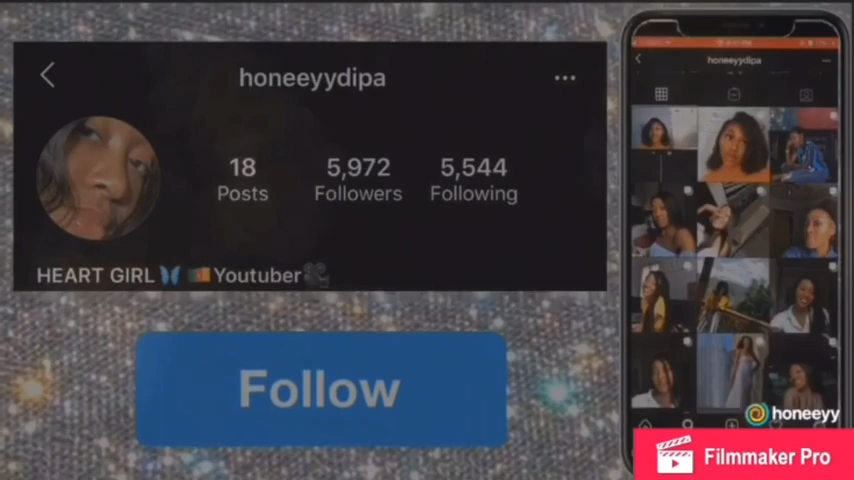 honeeyydipa
18 5,972 5,544
Posts Followers Following
HEART GIRL🦋 🇨🇲Youtuber🎥
Follow
honeeyydipa
honeeyy
Filmmaker Pro